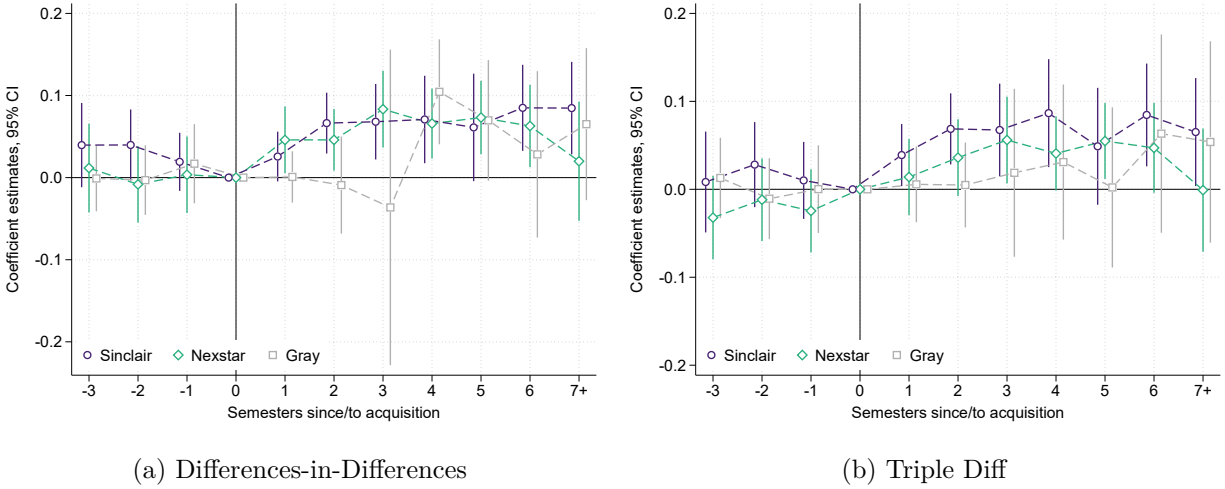 Coefficient estimates, 95% CI
0.2
0.1
0.0
-0.1
-0.2
Sinclair Nexstar Gray
-3 -2 -1 0 1 2 3 4 5 6 7+
Semesters since/to acquisition
(a) Differences-in-Differences
Coefficient estimates, 95% CI
0.2
0.1
0.0
-0.1
-0.2
Sinclair Nexstar Gray
-3 -2 -1 0 1 2 3 4 5 6 7+
Semesters since/to acquisition
(b) Triple Diff